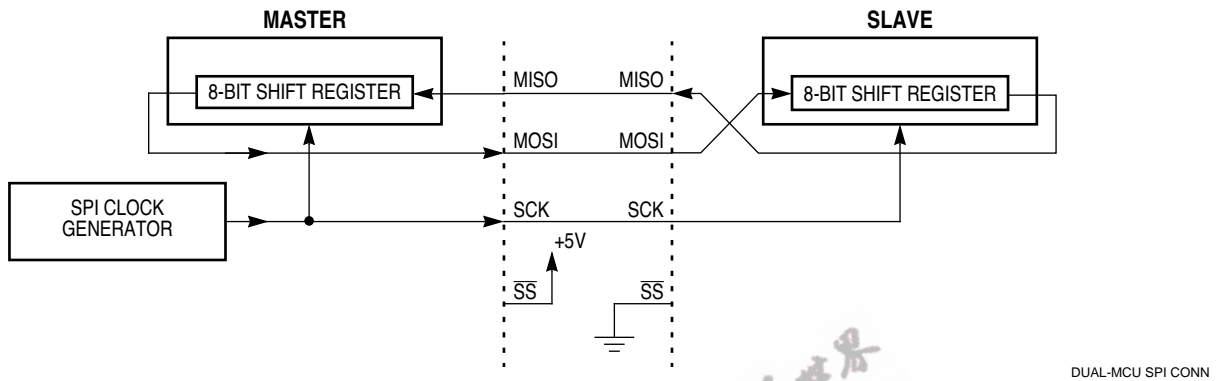 MASTER
SLAVE
8-BIT SHIFT REGISTER
MISO MISO
8-BIT SHIFT REGISTER
MOSI MOSI
SPI CLOCK
GENERATOR
SCK SCK
+5V
SS SS
DUAL-MCU SPI CONN